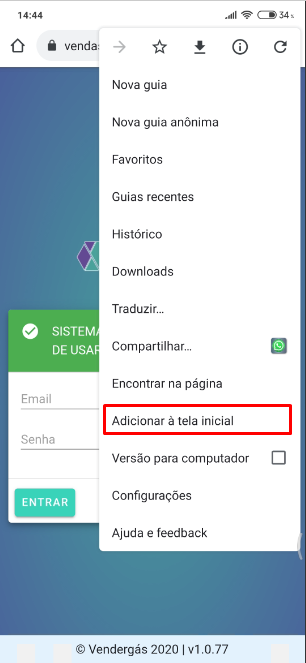 14:44
34%
vendas
Nova guia
Nova guia anônima
Favoritos
Guias recentes
Histórico
Downloads
Traduzir...
Compartilhar...
Encontrar na página
Adicionar à tela inicial
Versão para computador
Configurações
Ajuda e feedback
SISTEMA
DE USAR
Email
Senha
ENTRAR
© Vendergás 2020 | v1.0.77